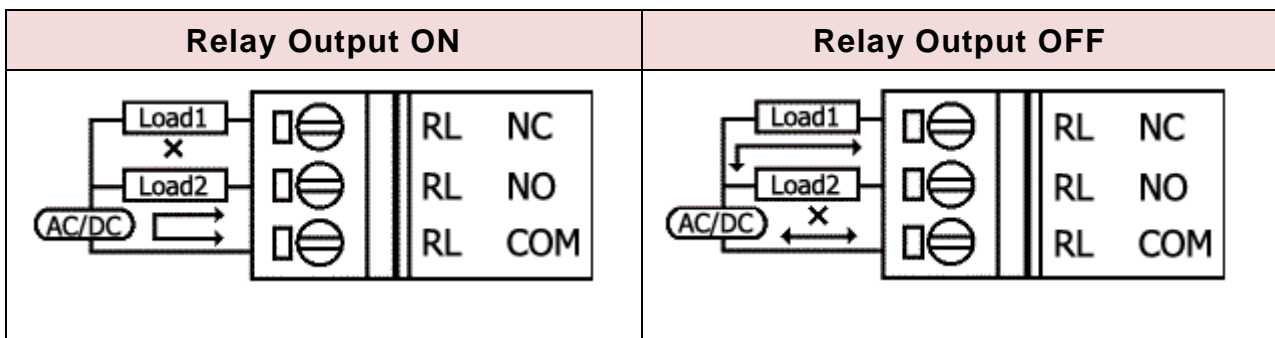 Relay Output ON
Relay Output OFF
Load1 RL NC
Load2 RL NO
AC/DC RL COM
Load1 RL NC
Load2 RL NO
AC/DC RL COM